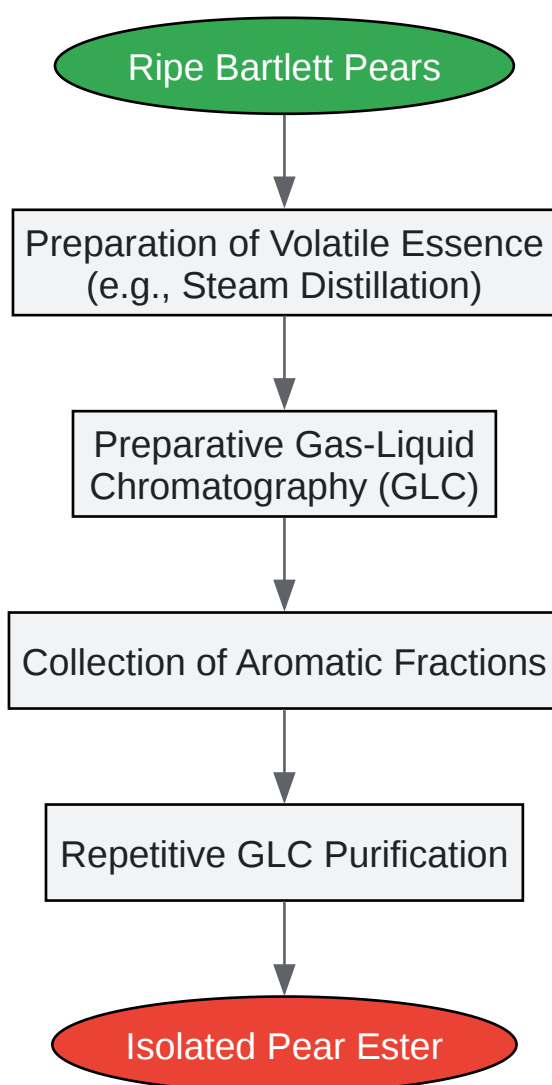 Ripe Bartlett Pears
Preparation of Volatile Essence
(e.g., Steam Distillation)
Preparative Gas-Liquid
Chromatography (GLC)
Collection of Aromatic Fractions
Repetitive GLC Purification
Isolated Pear Ester